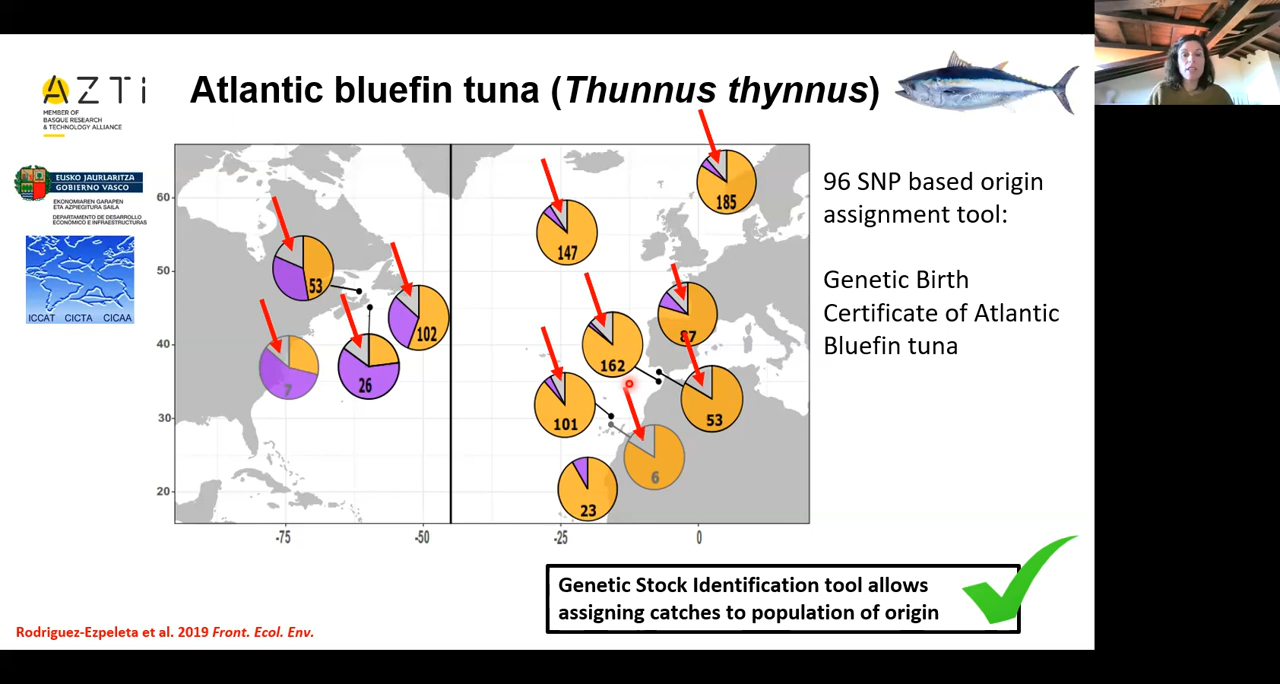 AZTi
MEMBER OF
BASQUE RESEARCH
& TECHNOLOGY ALLIANCE
Atlantic bluefin tuna (Thunnus thynnus)
EUSKO JAURLARITZA
GOBIERNO VASCO
EKONOMIAREN GARAPEN
ETA AZPIEGITURA SAILA
DEPARTAMENTO DE DESARROLLO
ECONÓMICO E INFRAESTRUCTURAS
ICCAT CICTA CICAA
60
50
40
30
20
185
147
53
102
87
162
7
26
53
101
6
23
-75
-50
-25
0
96 SNP based origin
assignment tool:
Genetic Birth
Certificate of Atlantic
Bluefin tuna
Genetic Stock Identification tool allows
assigning catches to population of origin
Rodriguez-Ezpeleta et al. 2019 Front. Ecol. Env.